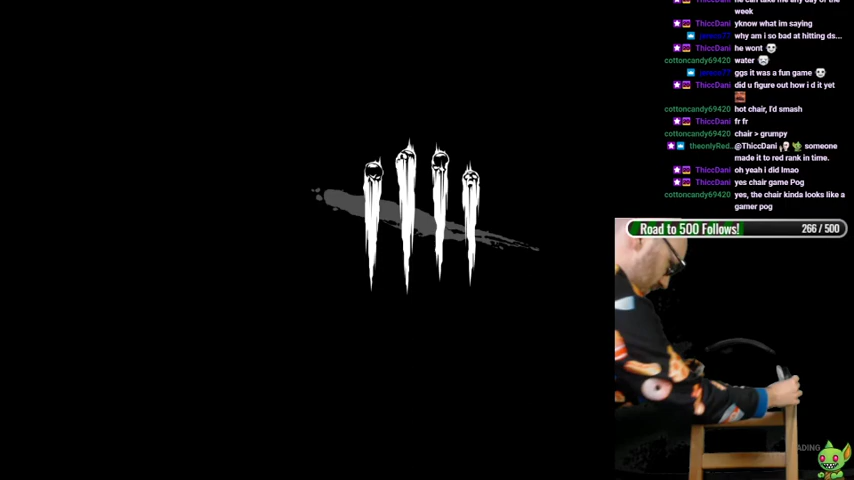 ThiccDani
week
ThiccDani yknow what im saying
why am i so bad at hitting ds...
ThiccDani he wont
cottoncandy69420 water
ggs it was a fun game
ThiccDani did u figure out how i d it yet
cottoncandy69420 hot chair, I'd smash
ThiccDani fr fr
cottoncandy69420 chair > grumpy
theonlyRed... @ThiccDani someone
made it to red rank in time.
ThiccDani oh yeah i did lmao
ThiccDani yes chair game Pog
cottoncandy69420 yes, the chair kinda looks like a
gamer pog
Road to 500 Follows! 266 / 500
ADING